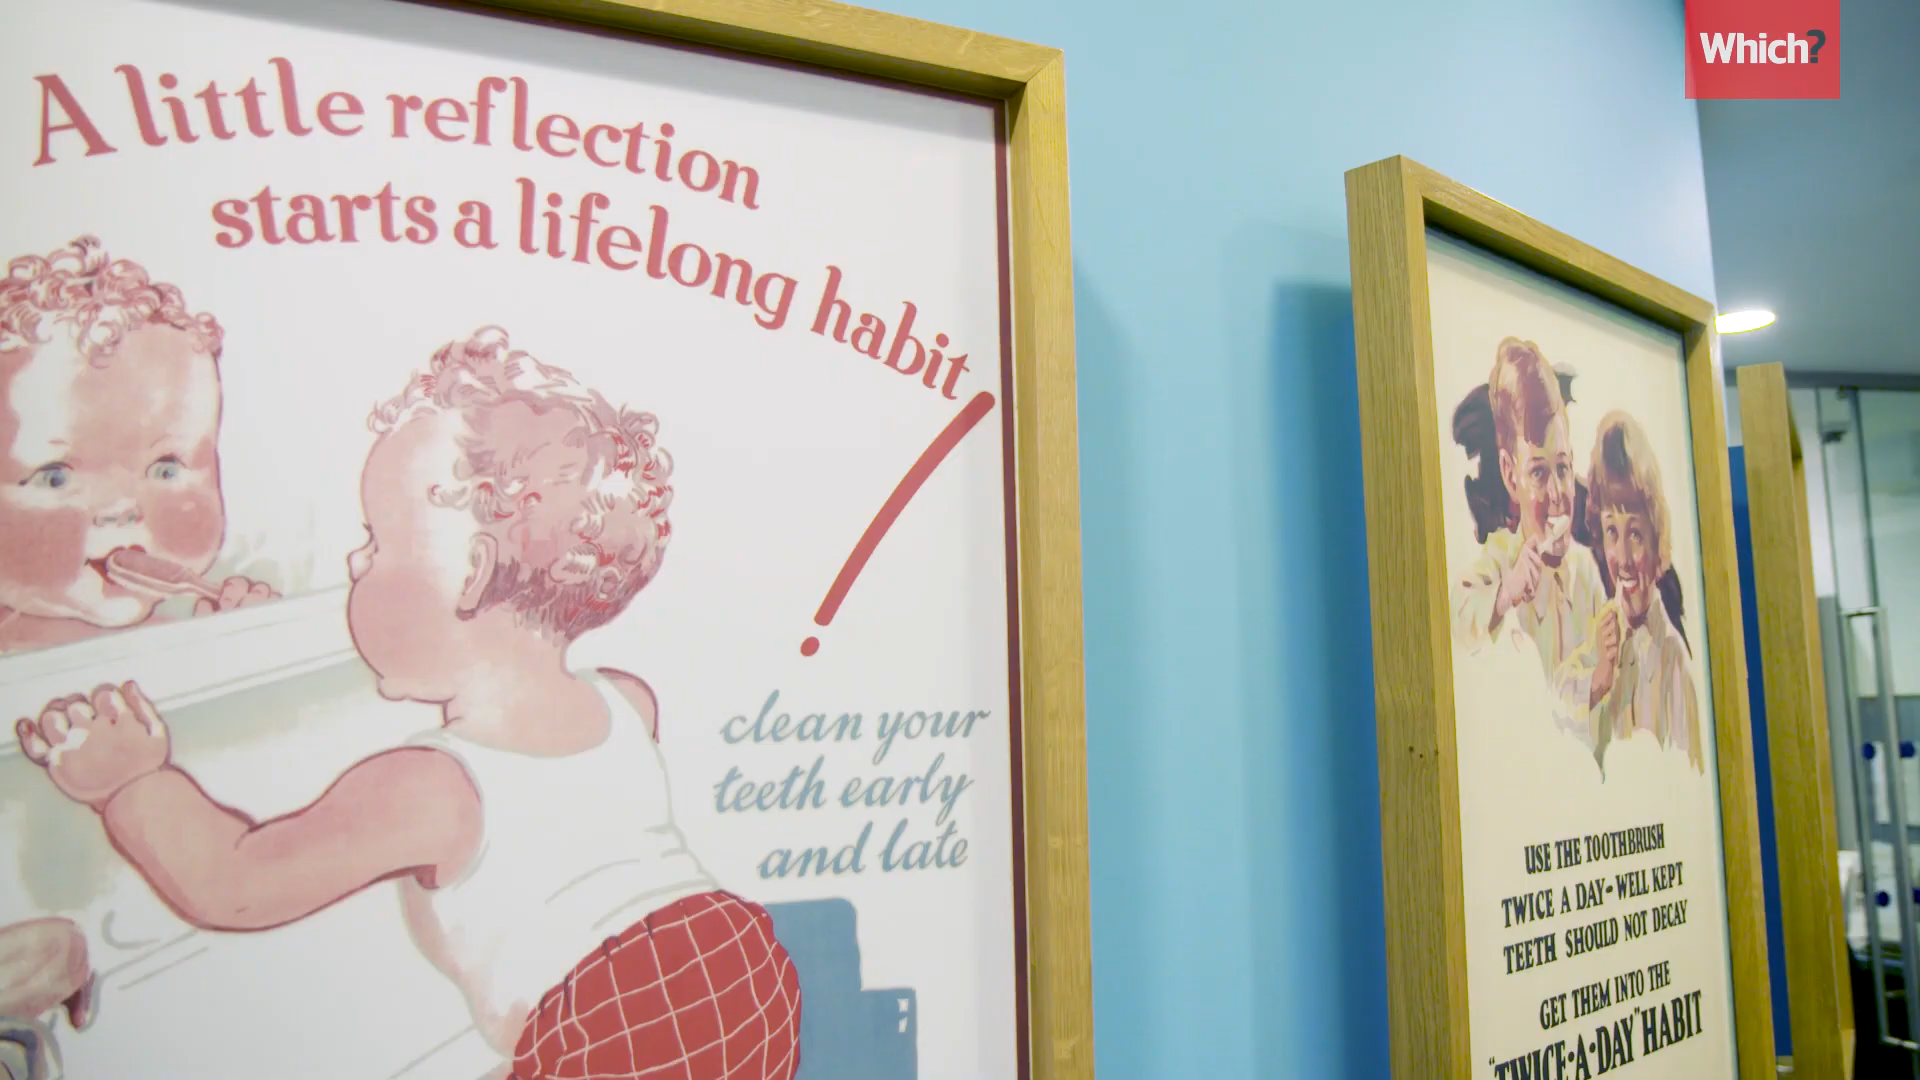 A little reflection
starts a lifelong habit!
clean your
teeth early
and late
USE THE TOOTHBRUSH
TWICE A DAY-WELL KEPT
TEETH SHOULD NOT DECAY
GET THEM INTO THE
"TWICE·A·DAY" HABIT
Which?